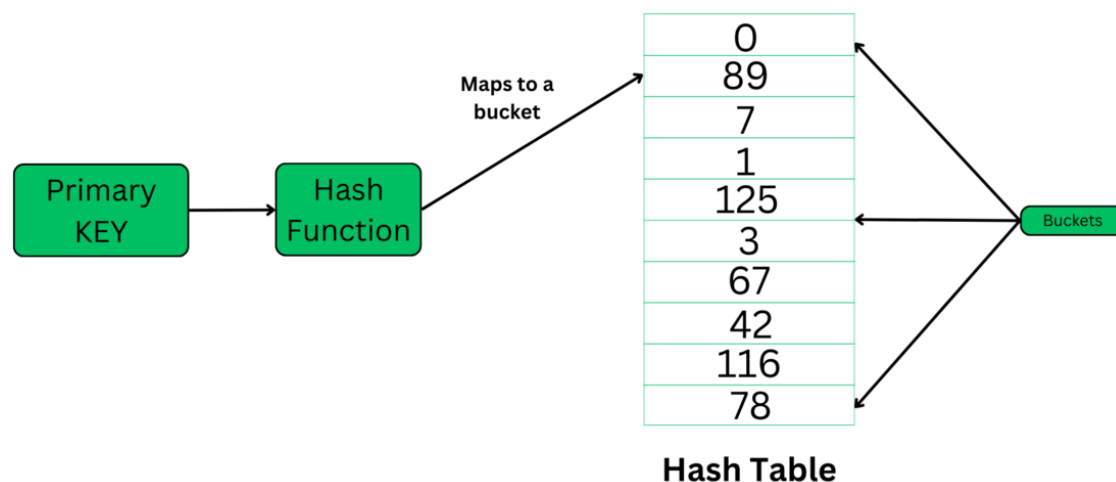 Primary
KEY
Hash
Function
Maps to a
bucket
0
89
7
1
125
3
67
42
116
78
Buckets
Hash Table